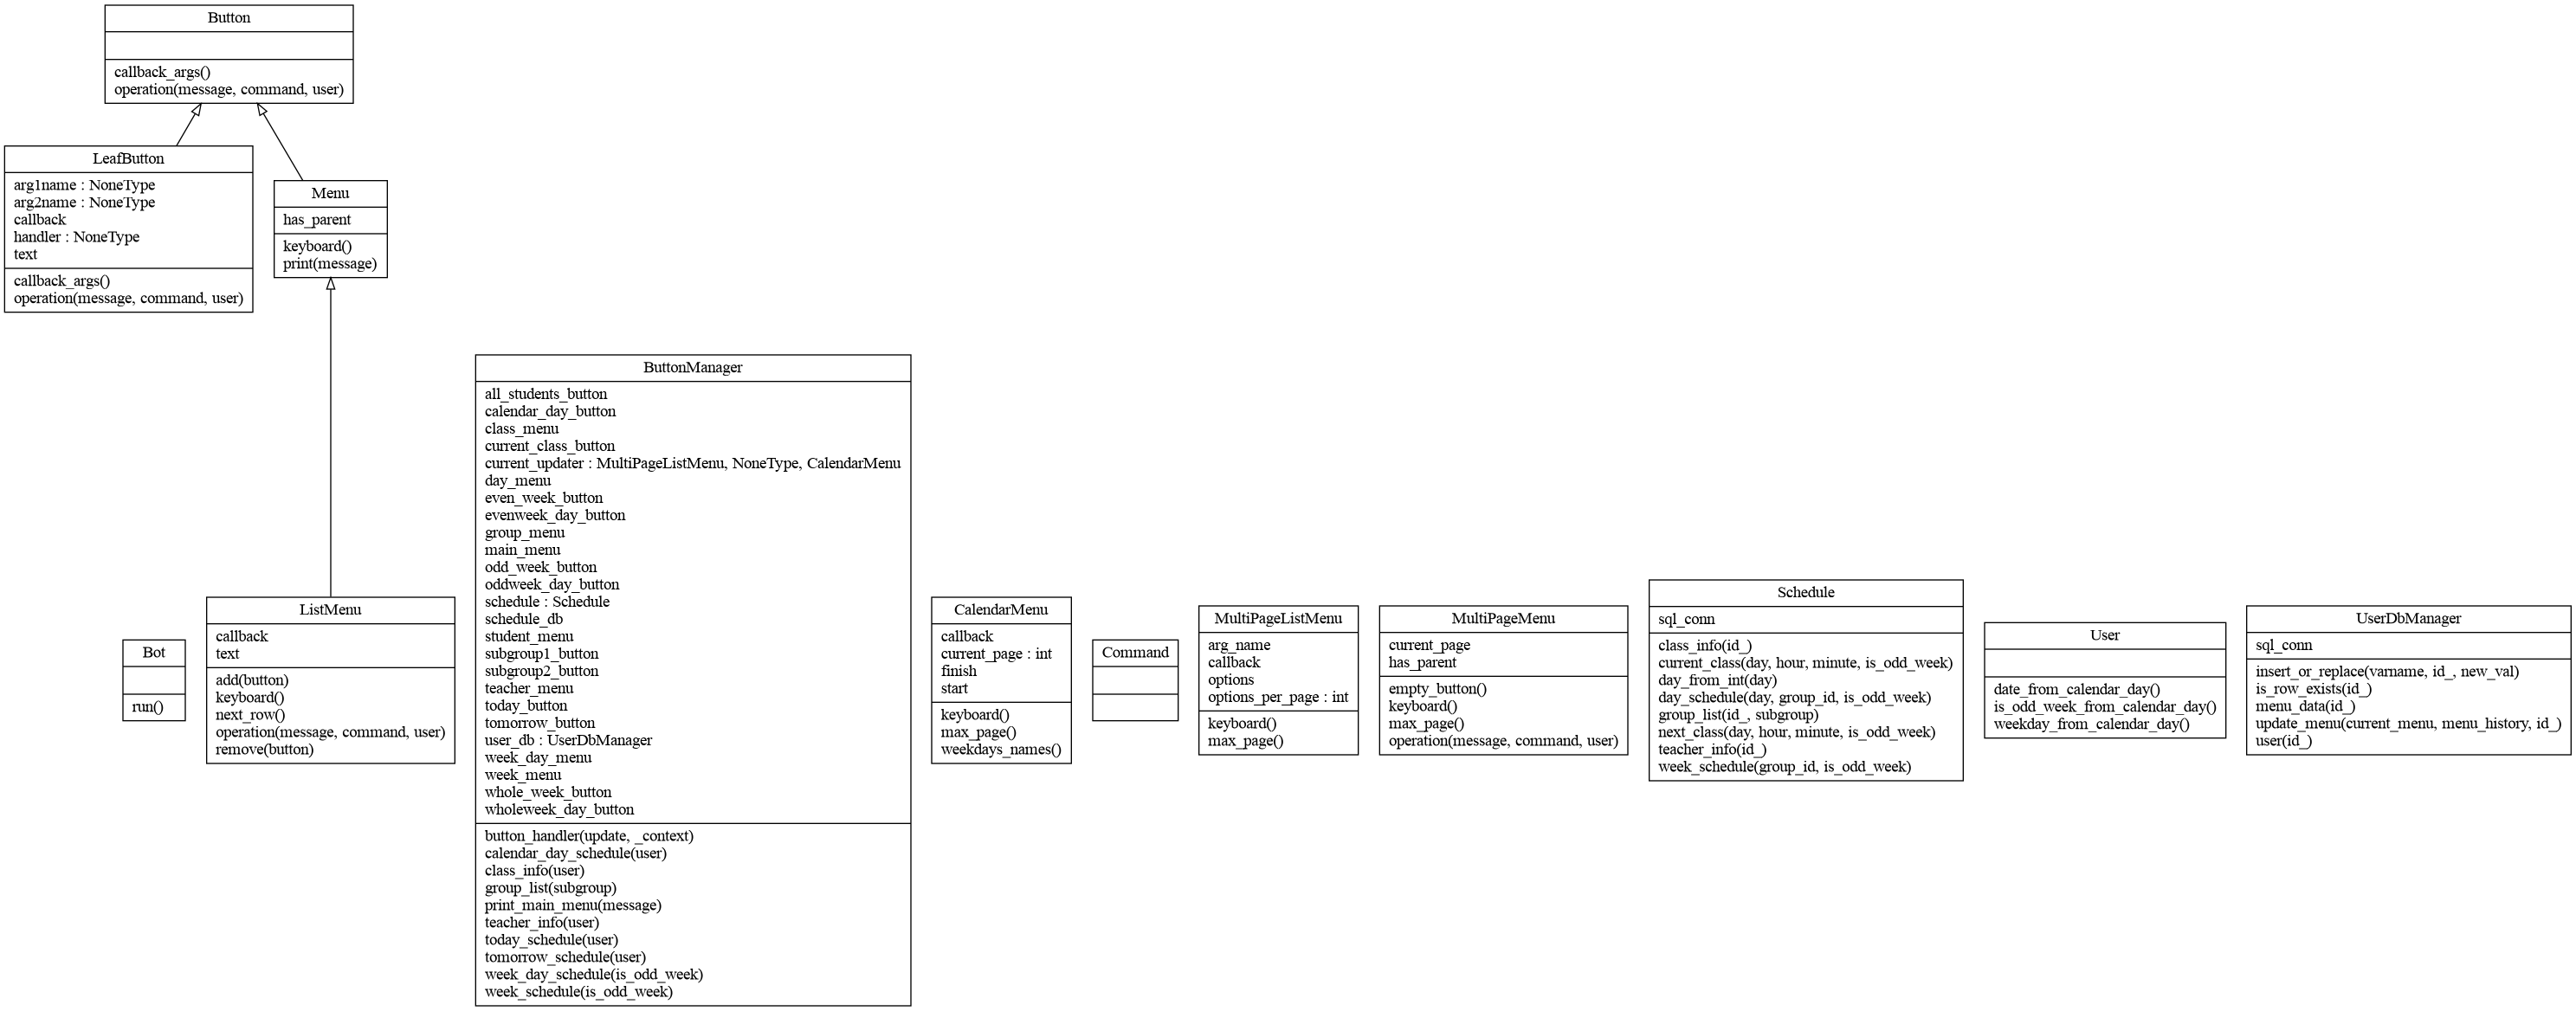 Button
callback_args()
operation(message, command, user)
LeafButton
arg1name : NoneType
arg2name : NoneType
callback
handler : NoneType
text
callback_args()
operation(message, command, user)
Menu
has_parent
keyboard()
print(message)
Bot
run()
ListMenu
callback
text
add(button)
keyboard()
next_row()
operation(message, command, user)
remove(button)
ButtonManager
all_students_button
calendar_day_button
class_menu
current_class_button
current_updater : MultiPageListMenu, NoneType, CalendarMenu
day_menu
even_week_button
evenweek_day_button
group_menu
main_menu
odd_week_button
oddweek_day_button
schedule : Schedule
schedule_db
student_menu
subgroup1_button
subgroup2_button
teacher_menu
today_button
tomorrow_button
user_db : UserDbManager
week_day_menu
week_menu
whole_week_button
wholeweek_day_button
button_handler(update, _context)
calendar_day_schedule(user)
class_info(user)
group_list(subgroup)
print_main_menu(message)
teacher_info(user)
today_schedule(user)
tomorrow_schedule(user)
week_day_schedule(is_odd_week)
week_schedule(is_odd_week)
CalendarMenu
callback
current_page : int
finish
start
keyboard()
max_page()
weekdays_names()
Command
MultiPageListMenu
arg_name
callback
options
options_per_page : int
keyboard()
max_page()
MultiPageMenu
current_page
has_parent
empty_button()
keyboard()
max_page()
operation(message, command, user)
Schedule
sql_conn
class_info(id_)
current_class(day, hour, minute, is_odd_week)
day_from_int(day)
day_schedule(day, group_id, is_odd_week)
group_list(id_, subgroup)
next_class(day, hour, minute, is_odd_week)
teacher_info(id_)
week_schedule(group_id, is_odd_week)
User
date_from_calendar_day()
is_odd_week_from_calendar_day()
weekday_from_calendar_day()
UserDbManager
sql_conn
insert_or_replace(varname, id_, new_val)
is_row_exists(id_)
menu_data(id_)
update_menu(current_menu, menu_history, id_)
user(id_)